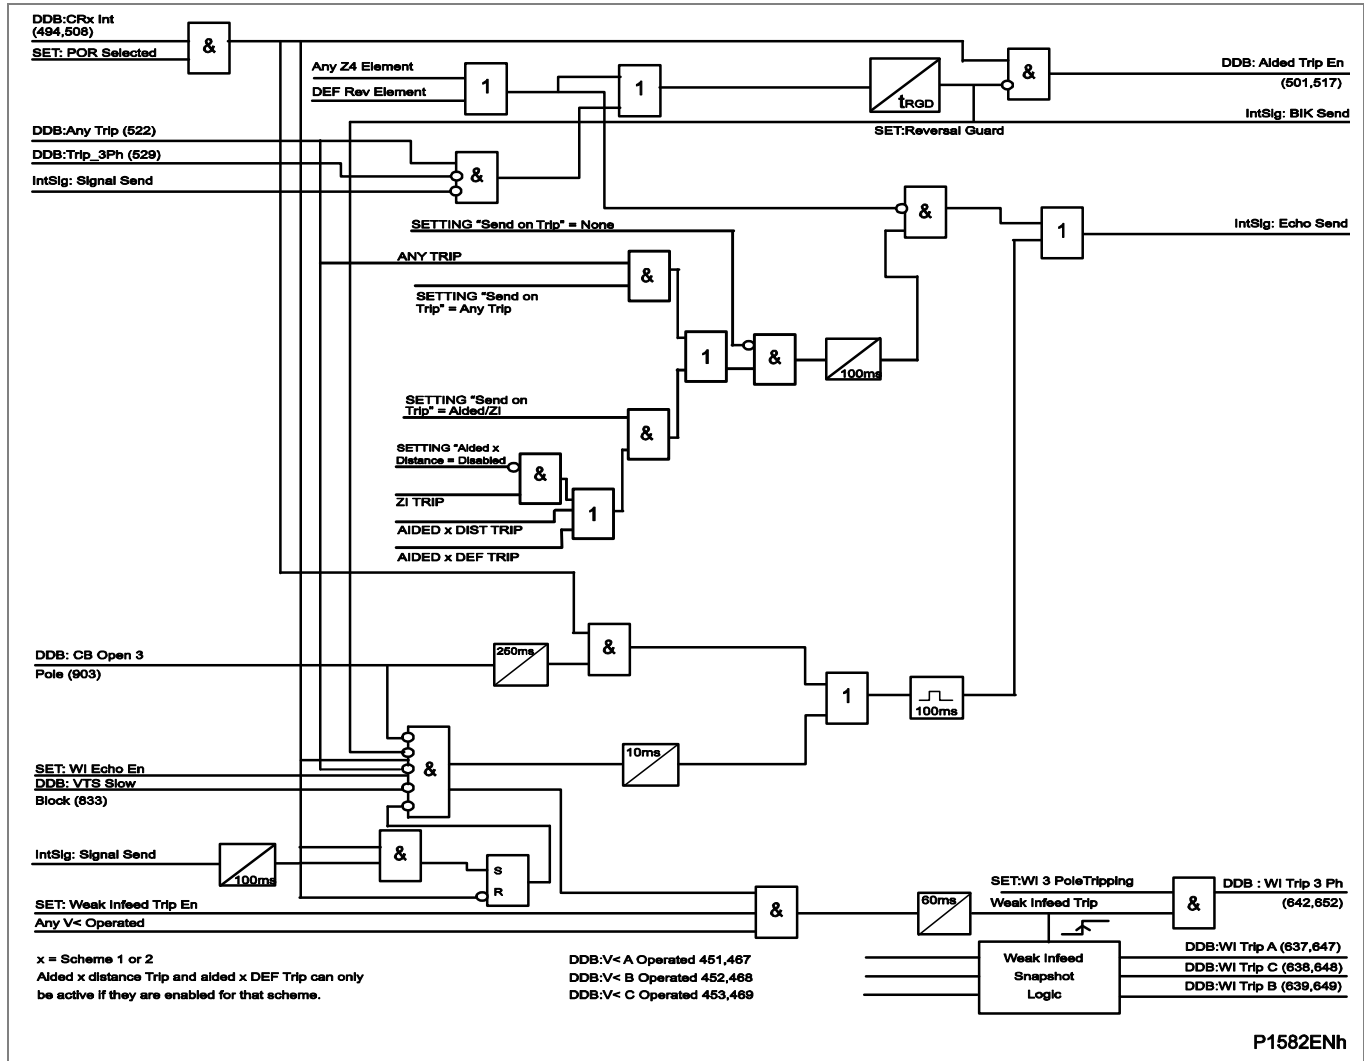 DDB:CRx Int
(494,508)
SET: POR Selected
&
Any Z4 Element
DEF Rev Element
1
1
tRGD
SET:Reversal Guard
&
DDB: Aided Trip En
(501,517)
IntSig: BIK Send
DDB:Any Trip (522)
DDB:Trip_3Ph (529)
IntSig: Signal Send
&
SETTING "Send on Trip" = None
&
1
IntSig: Echo Send
ANY TRIP
SETTING "Send on
Trip" = Any Trip
&
1
&
100ms
SETTING "Send on
Trip" = Aided/ZI
&
SETTING "Aided x
Distance = Disabled
&
ZI TRIP
1
AIDED x DIST TRIP
AIDED x DEF TRIP
DDB: CB Open 3
Pole (903)
250ms
&
1
100ms
SET: WI Echo En
DDB: VTS Slow
Block (833)
&
10ms
IntSig: Signal Send
100ms
&
S
R
SET: Weak Infeed Trip En
Any V< Operated
&
60ms
SET:WI 3 PoleTripping
Weak Infeed Trip
&
DDB : WI Trip 3 Ph
(642,652)
x = Scheme 1 or 2
Aided x distance Trip and aided x DEF Trip can only
be active if they are enabled for that scheme.
DDB:V< A Operated 451,467
DDB:V< B Operated 452,468
DDB:V< C Operated 453,469
Weak Infeed
Snapshot
Logic
DDB:WI Trip A (637,647)
DDB:WI Trip C (638,648)
DDB:WI Trip B (639,649)
P1582ENh